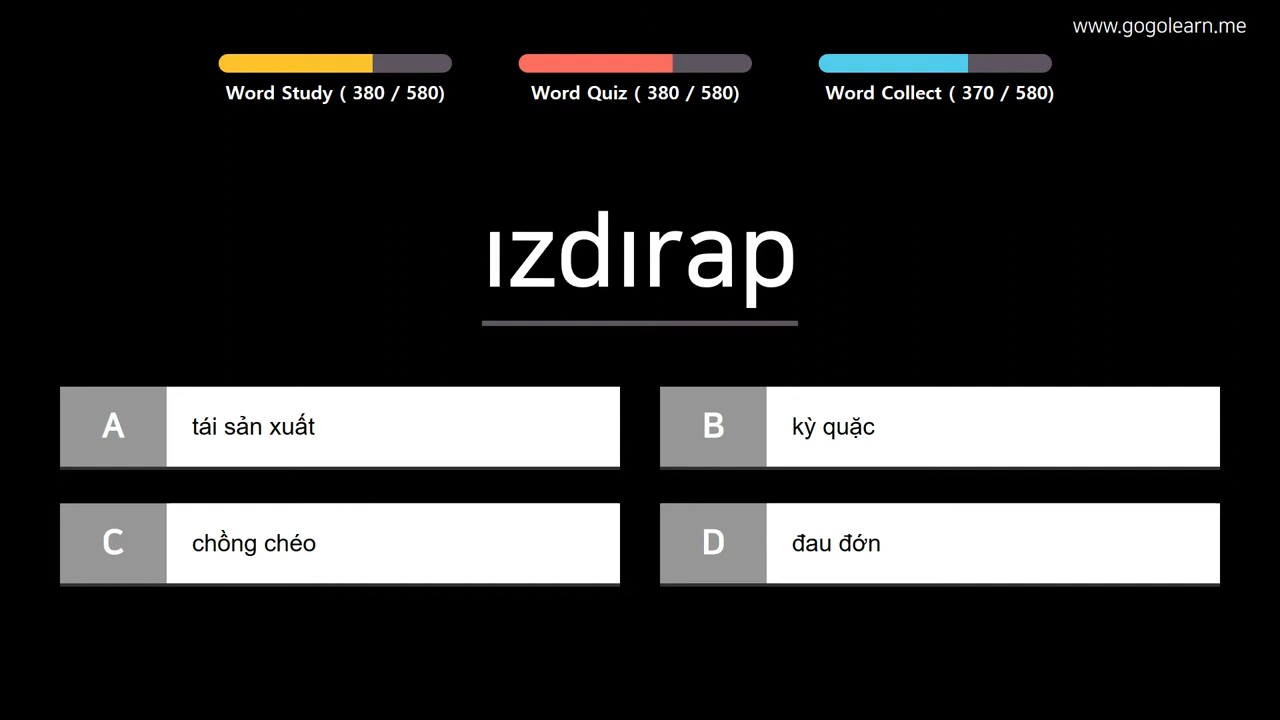 www.gogolearn.me
Word Study ( 380 / 580)
Word Quiz ( 380 / 580)
Word Collect ( 370 / 580)
ızdırap
A tái sản xuất
B kỳ quặc
C chồng chéo
D đau đớn